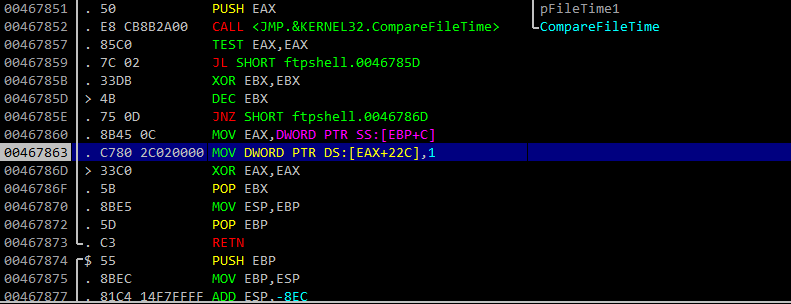 00467851 . 50 PUSH EAX pFileTime1
00467852 . E8 CB8B2A00 CALL <JMP.&KERNEL32.CompareFileTime> CompareFileTime
00467857 . 85C0 TEST EAX,EAX
00467859 . 7C 02 JL SHORT ftpshell.0046785D
0046785B . 33DB XOR EBX,EBX
0046785D > 4B DEC EBX
0046785E . 75 0D JNZ SHORT ftpshell.0046786D
00467860 . 8B45 0C MOV EAX,DWORD PTR SS:[EBP+C]
00467863 . C780 2C020000 MOV DWORD PTR DS:[EAX+22C],1
0046786D > 33C0 XOR EAX,EAX
0046786F . 5B POP EBX
00467870 . 8BE5 MOV ESP,EBP
00467872 . 5D POP EBP
00467873 . C3 RETN
00467874 $ 55 PUSH EBP
00467875 . 8BEC MOV EBP,ESP
00467877 . 81C4 14F7FFFF ADD ESP,-8EC